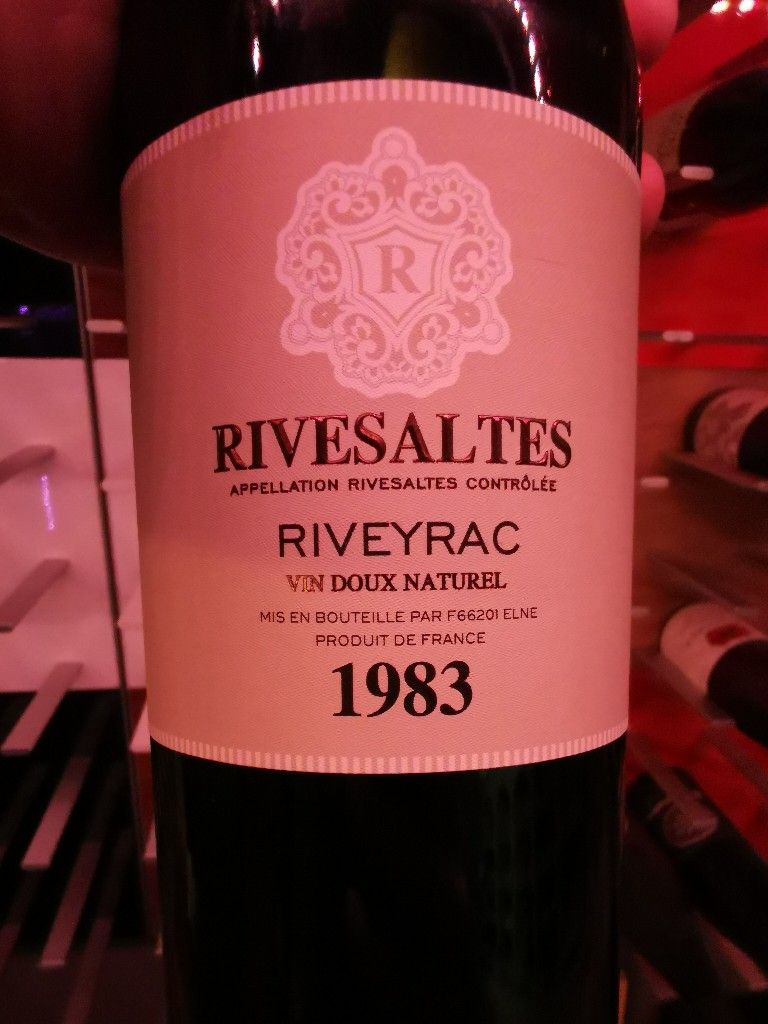 R
RIVESALTES
APPELLATION RIVESALTES CONTRÔLÉE
RIVEYRAC
VIN DOUX NATUREL
MIS EN BOUTEILLE PAR F66201 ELNE
PRODUIT DE FRANCE
1983